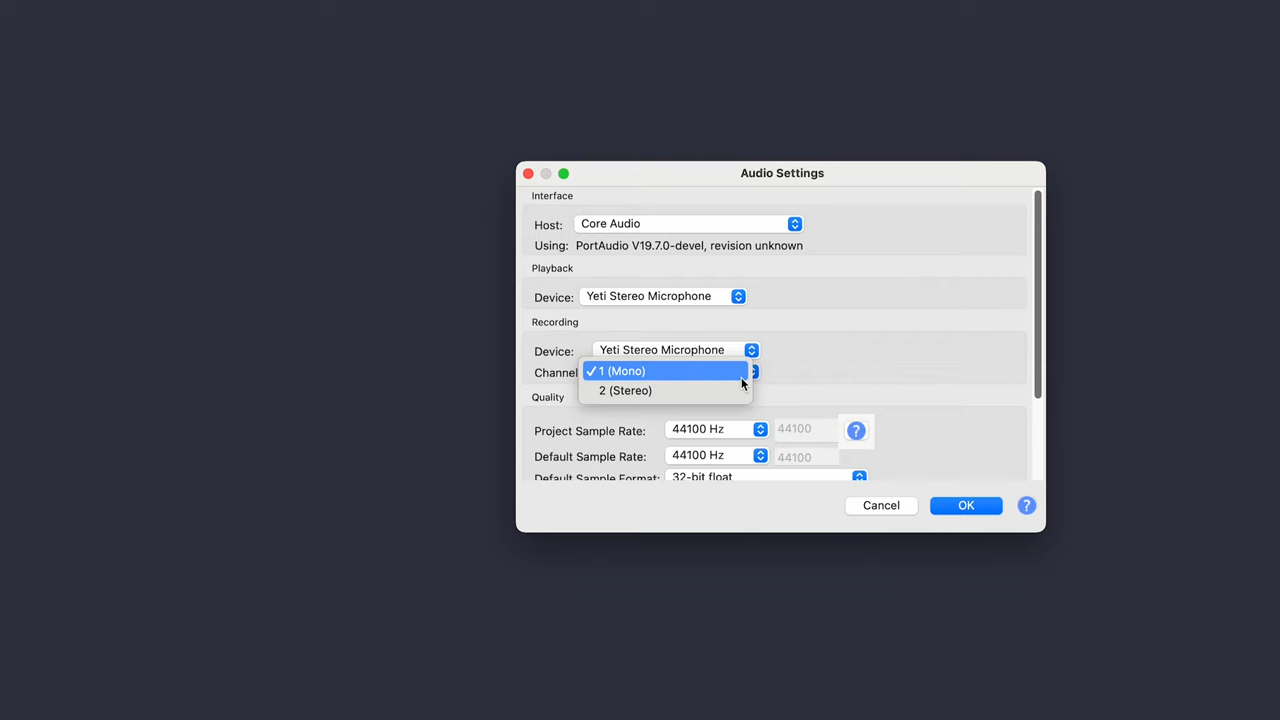 Audio Settings
Interface
Host: Core Audio
Using: PortAudio V19.7.0-devel, revision unknown
Playback
Device: Yeti Stereo Microphone
Recording
Device: Yeti Stereo Microphone
Channel ✓ 1 (Mono)
2 (Stereo)
Quality
Project Sample Rate: 44100 Hz 44100 ?
Default Sample Rate: 44100 Hz 44100
Default Sample Format: 32-bit float
Cancel OK ?